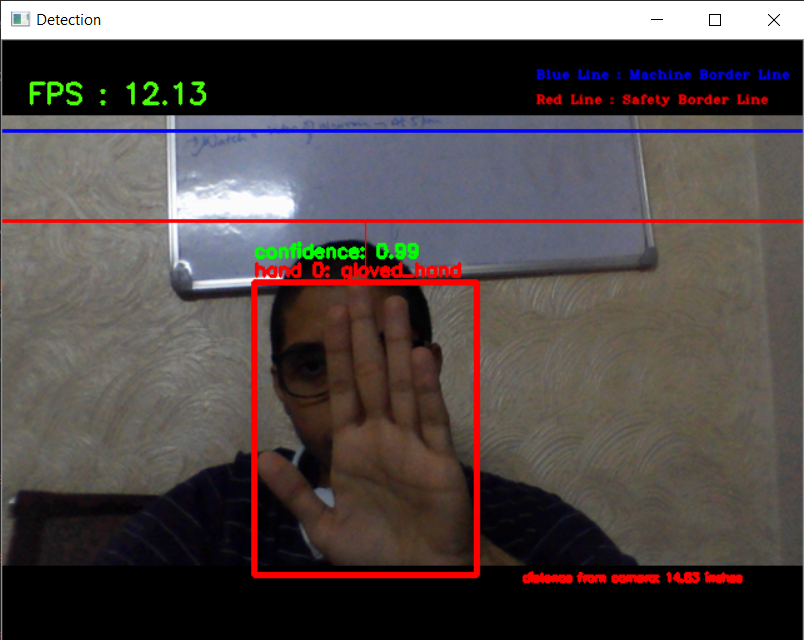 Detection
Blue Line : Machine Border Line
FPS : 12.13
Red Line : Safety Border Line
Watch
confidence: 0.99
hand 0: gloved_hand
distance from camera: 14.63 inches